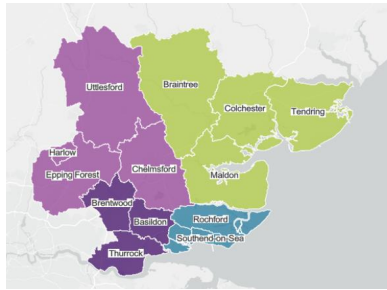 Uttlesford
Braintree
Colchester
Tendring
Harlow
Epping Forest
Chelmsford
Maldon
Brentwood
Basildon
Rochford
Southend-on-Sea
Thurrock